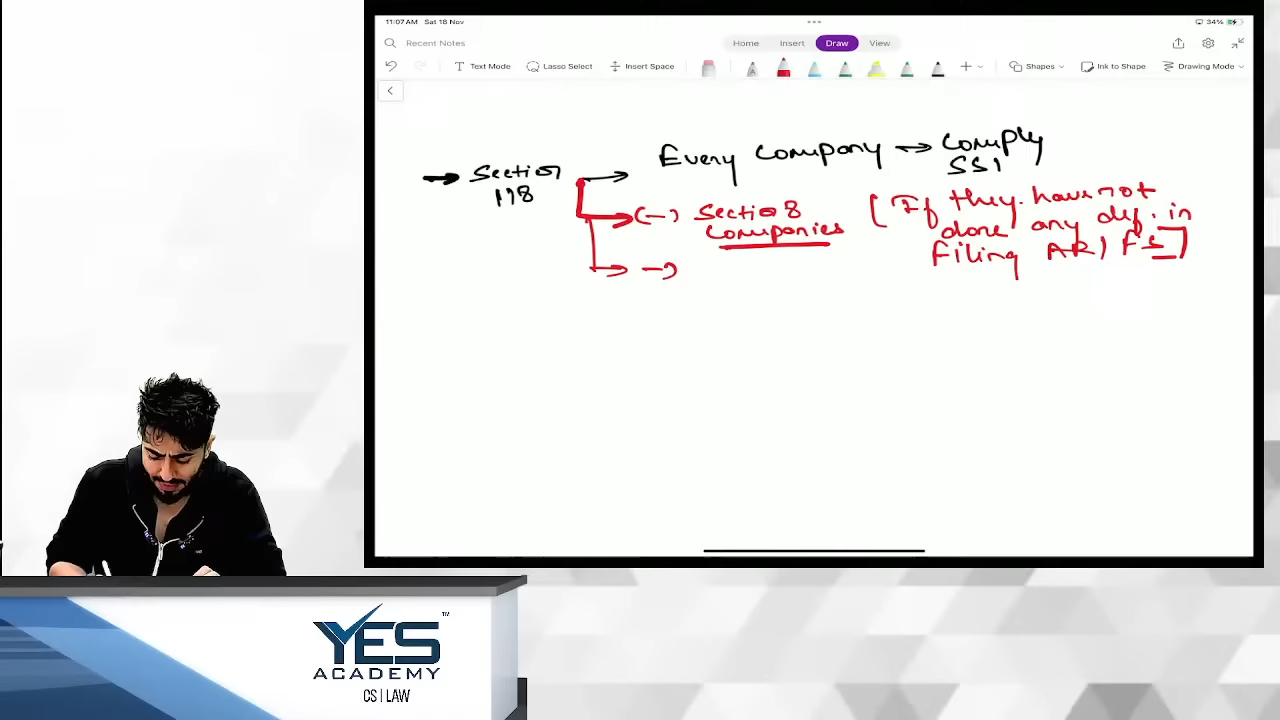 11:07 AM Sat 18 Nov
34%
Recent Notes
Home Insert Draw View
Text Mode Lasso Select Insert Space Shapes Ink to Shape Drawing Mode
Every Company → Comply
SS1
→ Section →
118
(-) Section 8
Companies
[If they have not
done any def. in
filing AR/FS]
→ (-)
YES™
ACADEMY
CS | LAW